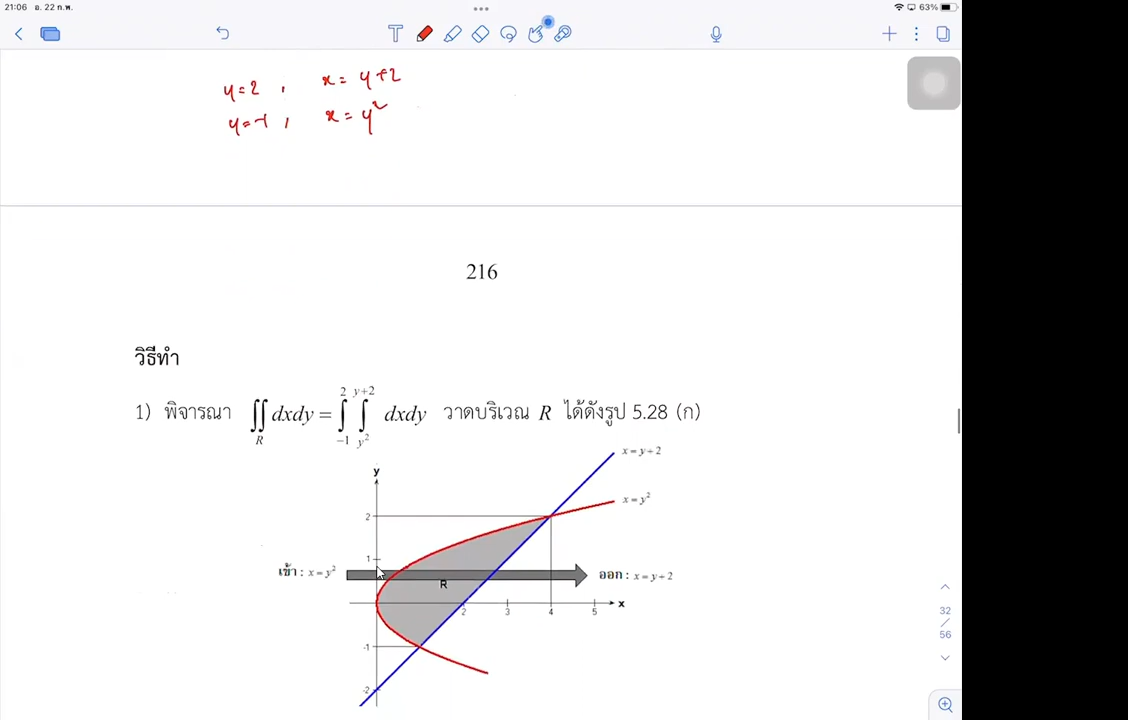 21:06 อ. 22 ก.พ.
63%
y=2 , x = y+2
y=-1 , x = y²
216
วิธีทำ
1) พิจารณา ∬_R dxdy = ∫_{-1}^{2} ∫_{y²}^{y+2} dxdy วาดบริเวณ R ได้ดังรูป 5.28 (ก)
x = y + 2
y
x = y²
2
1
เข้า : x = y²
R
ออก : x = y + 2
2 3 4 5 x
-1
-2
32
/
56